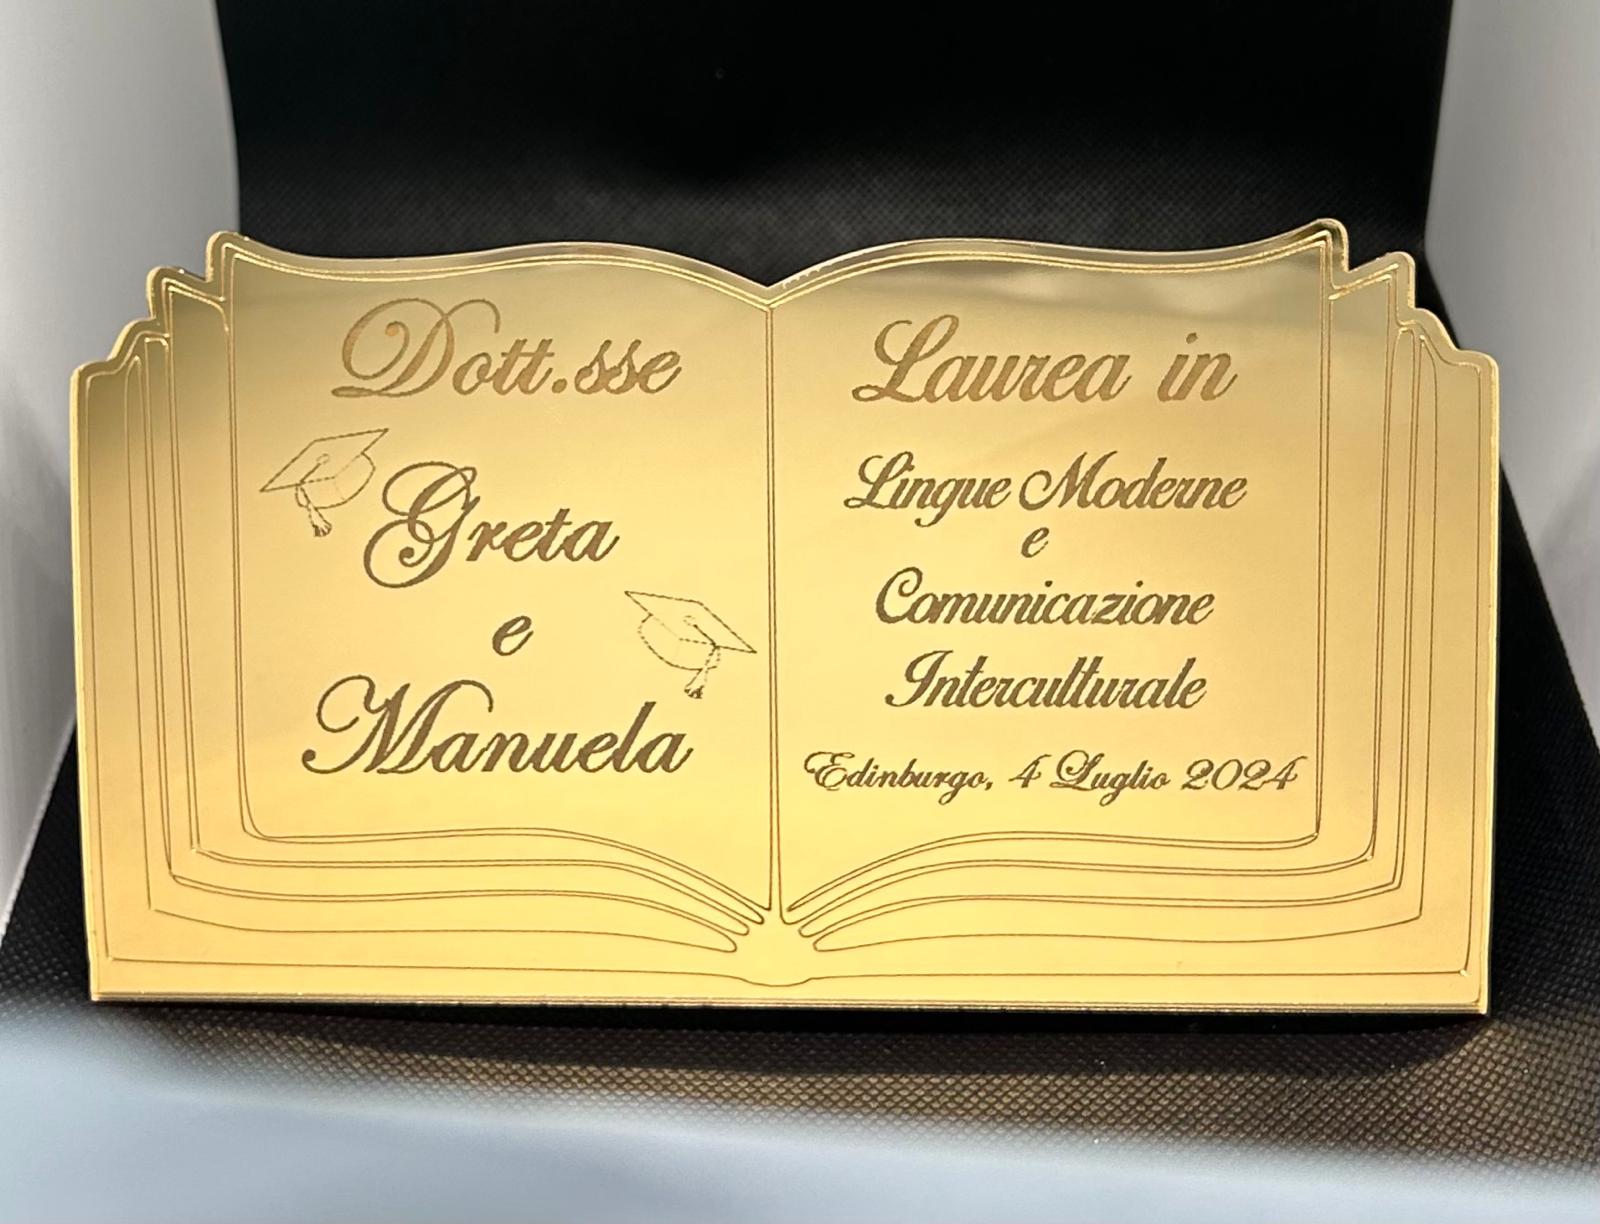 Dott.sse
Greta
e
Manuela
Laurea in
Lingue Moderne
e
Comunicazione
Interculturale
Edinburgo, 4 Luglio 2024